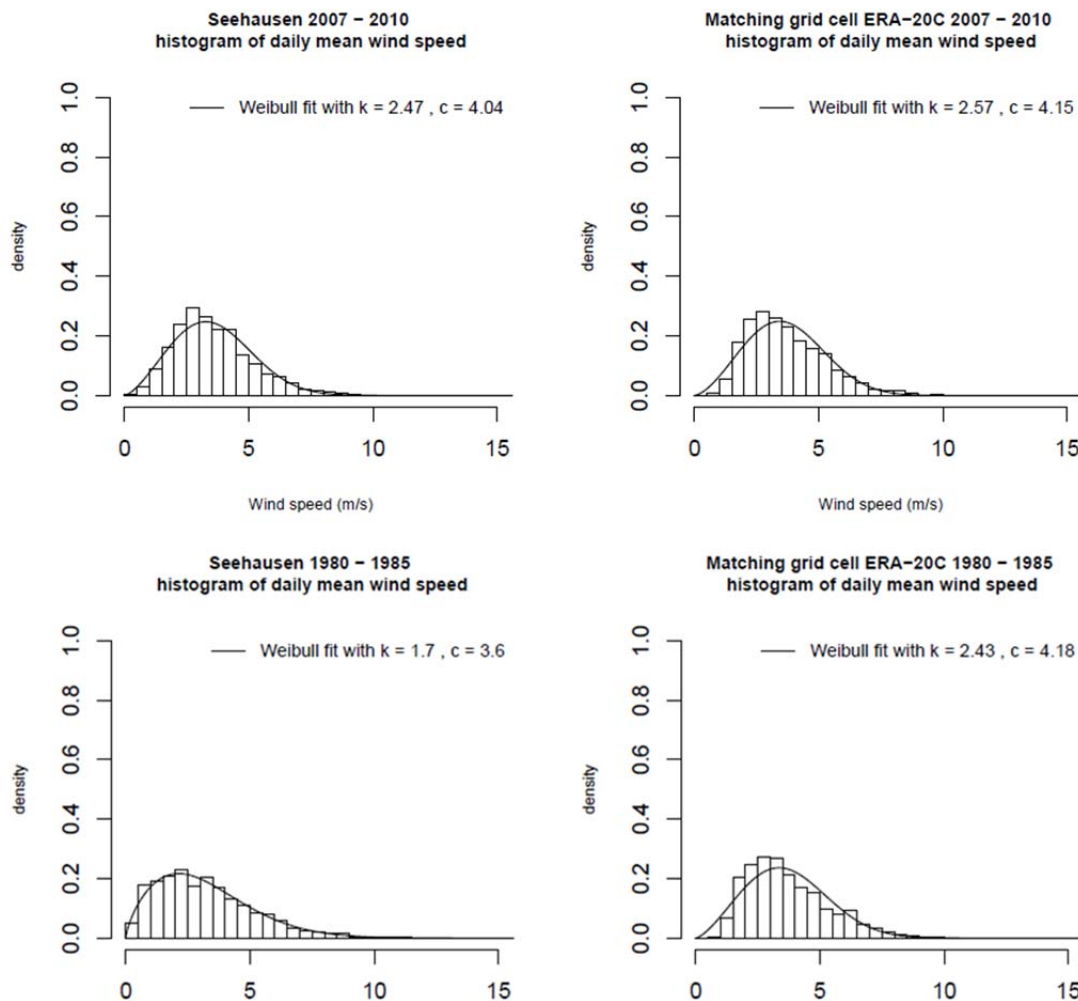 Seehausen 2007 − 2010
histogram of daily mean wind speed
Weibull fit with k = 2.47 , c = 4.04
density
0.0 0.2 0.4 0.6 0.8 1.0
0 5 10 15
Wind speed (m/s)
Matching grid cell ERA−20C 2007 − 2010
histogram of daily mean wind speed
Weibull fit with k = 2.57 , c = 4.15
density
0.0 0.2 0.4 0.6 0.8 1.0
0 5 10 15
Wind speed (m/s)
Seehausen 1980 − 1985
histogram of daily mean wind speed
Weibull fit with k = 1.7 , c = 3.6
density
0.0 0.2 0.4 0.6 0.8 1.0
0 5 10 15
Matching grid cell ERA−20C 1980 − 1985
histogram of daily mean wind speed
Weibull fit with k = 2.43 , c = 4.18
density
0.0 0.2 0.4 0.6 0.8 1.0
0 5 10 15